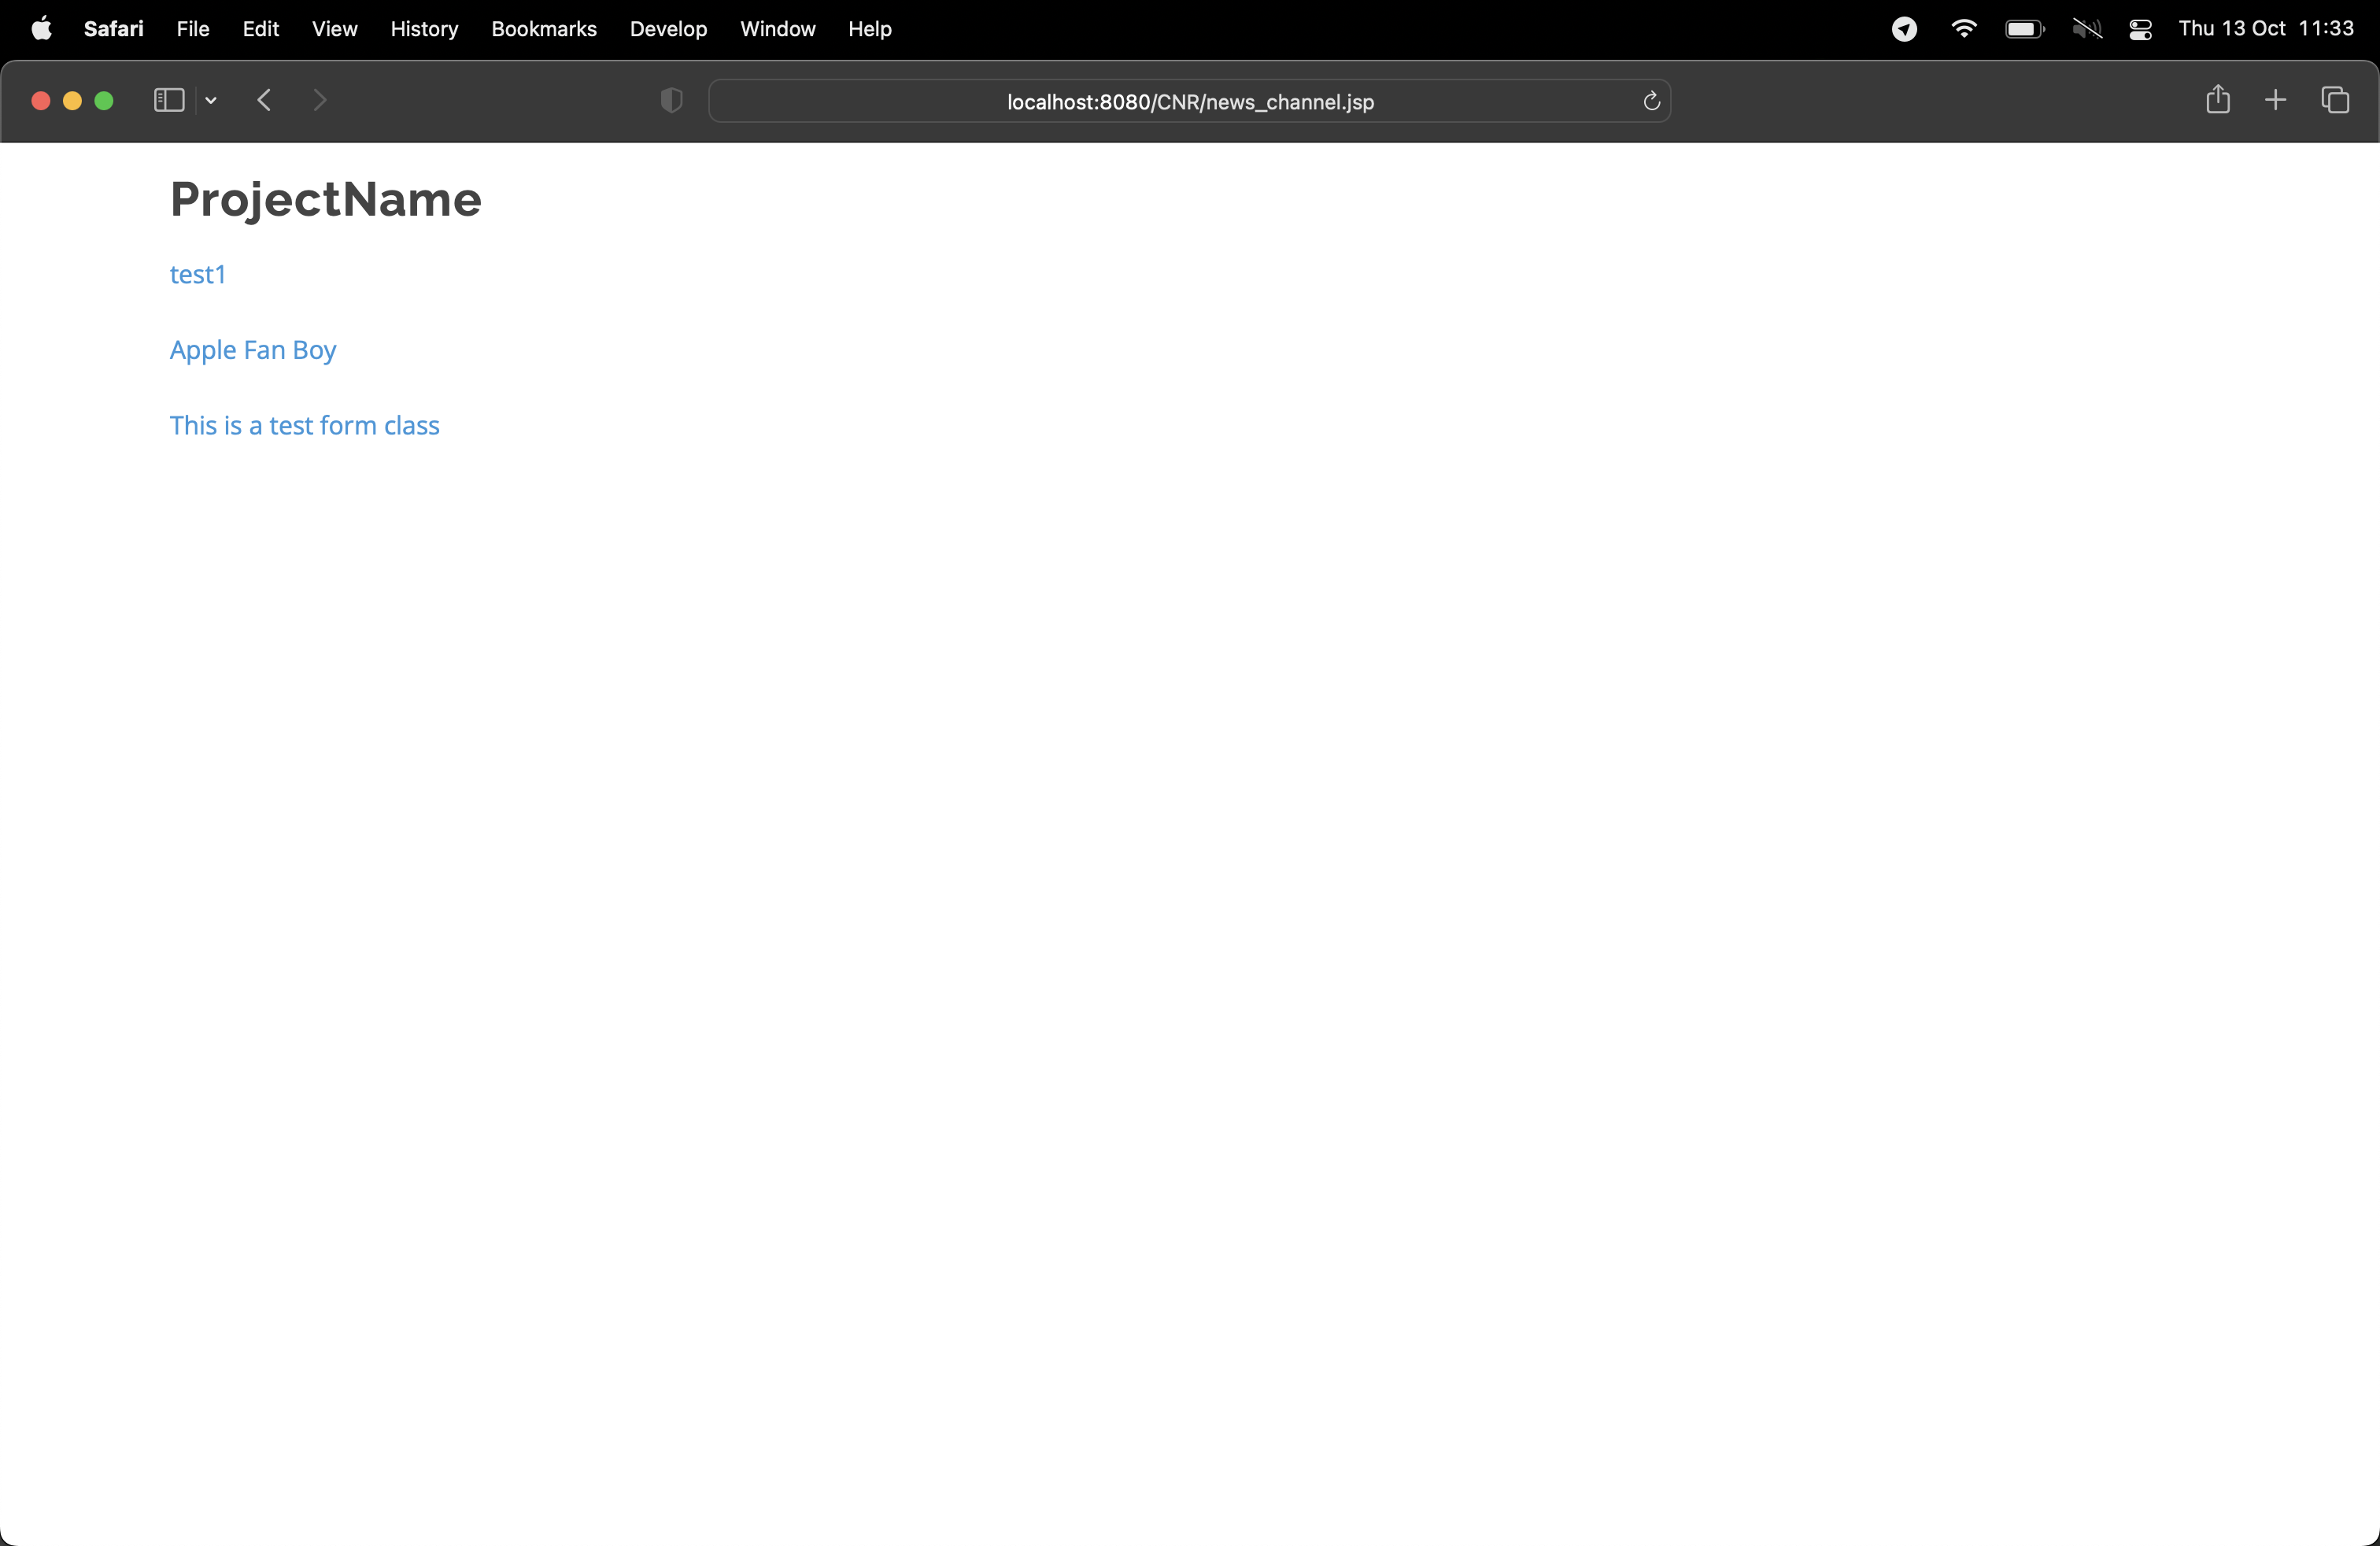 Safari File Edit View History Bookmarks Develop Window Help Thu 13 Oct 11:33
localhost:8080/CNR/news_channel.jsp
ProjectName
test1
Apple Fan Boy
This is a test form class